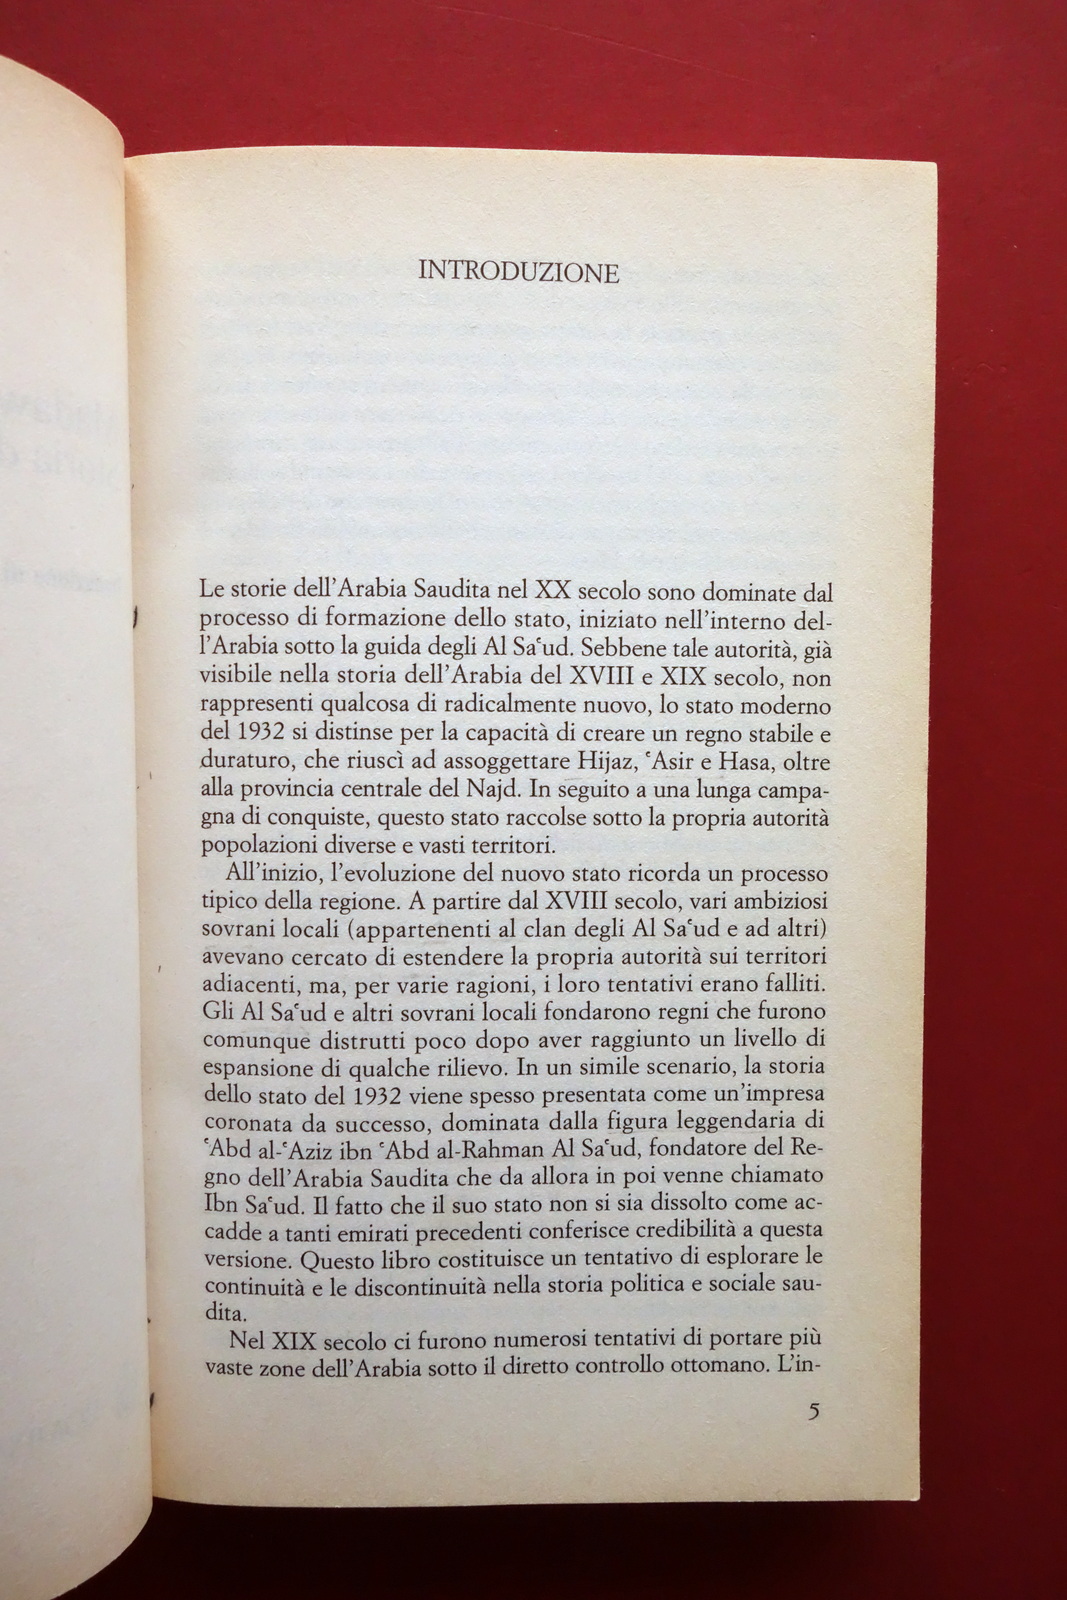 INTRODUZIONE
Le storie dell'Arabia Saudita nel XX secolo sono dominate dal
processo di formazione dello stato, iniziato nell'interno del-
l'Arabia sotto la guida degli Al Saʿud. Sebbene tale autorità, già
visibile nella storia dell'Arabia del XVIII e XIX secolo, non
rappresenti qualcosa di radicalmente nuovo, lo stato moderno
del 1932 si distinse per la capacità di creare un regno stabile e
duraturo, che riuscì ad assoggettare Hijaz, ʿAsir e Hasa, oltre
alla provincia centrale del Najd. In seguito a una lunga campa-
gna di conquiste, questo stato raccolse sotto la propria autorità
popolazioni diverse e vasti territori.
All'inizio, l'evoluzione del nuovo stato ricorda un processo
tipico della regione. A partire dal XVIII secolo, vari ambiziosi
sovrani locali (appartenenti al clan degli Al Saʿud e ad altri)
avevano cercato di estendere la propria autorità sui territori
adiacenti, ma, per varie ragioni, i loro tentativi erano falliti.
Gli Al Saʿud e altri sovrani locali fondarono regni che furono
comunque distrutti poco dopo aver raggiunto un livello di
espansione di qualche rilievo. In un simile scenario, la storia
dello stato del 1932 viene spesso presentata come un'impresa
coronata da successo, dominata dalla figura leggendaria di
ʿAbd al-ʿAziz ibn ʿAbd al-Rahman Al Saʿud, fondatore del Re-
gno dell'Arabia Saudita che da allora in poi venne chiamato
Ibn Saʿud. Il fatto che il suo stato non si sia dissolto come ac-
cadde a tanti emirati precedenti conferisce credibilità a questa
versione. Questo libro costituisce un tentativo di esplorare le
continuità e le discontinuità nella storia politica e sociale sau-
dita.
Nel XIX secolo ci furono numerosi tentativi di portare più
vaste zone dell'Arabia sotto il diretto controllo ottomano. L'in-
5